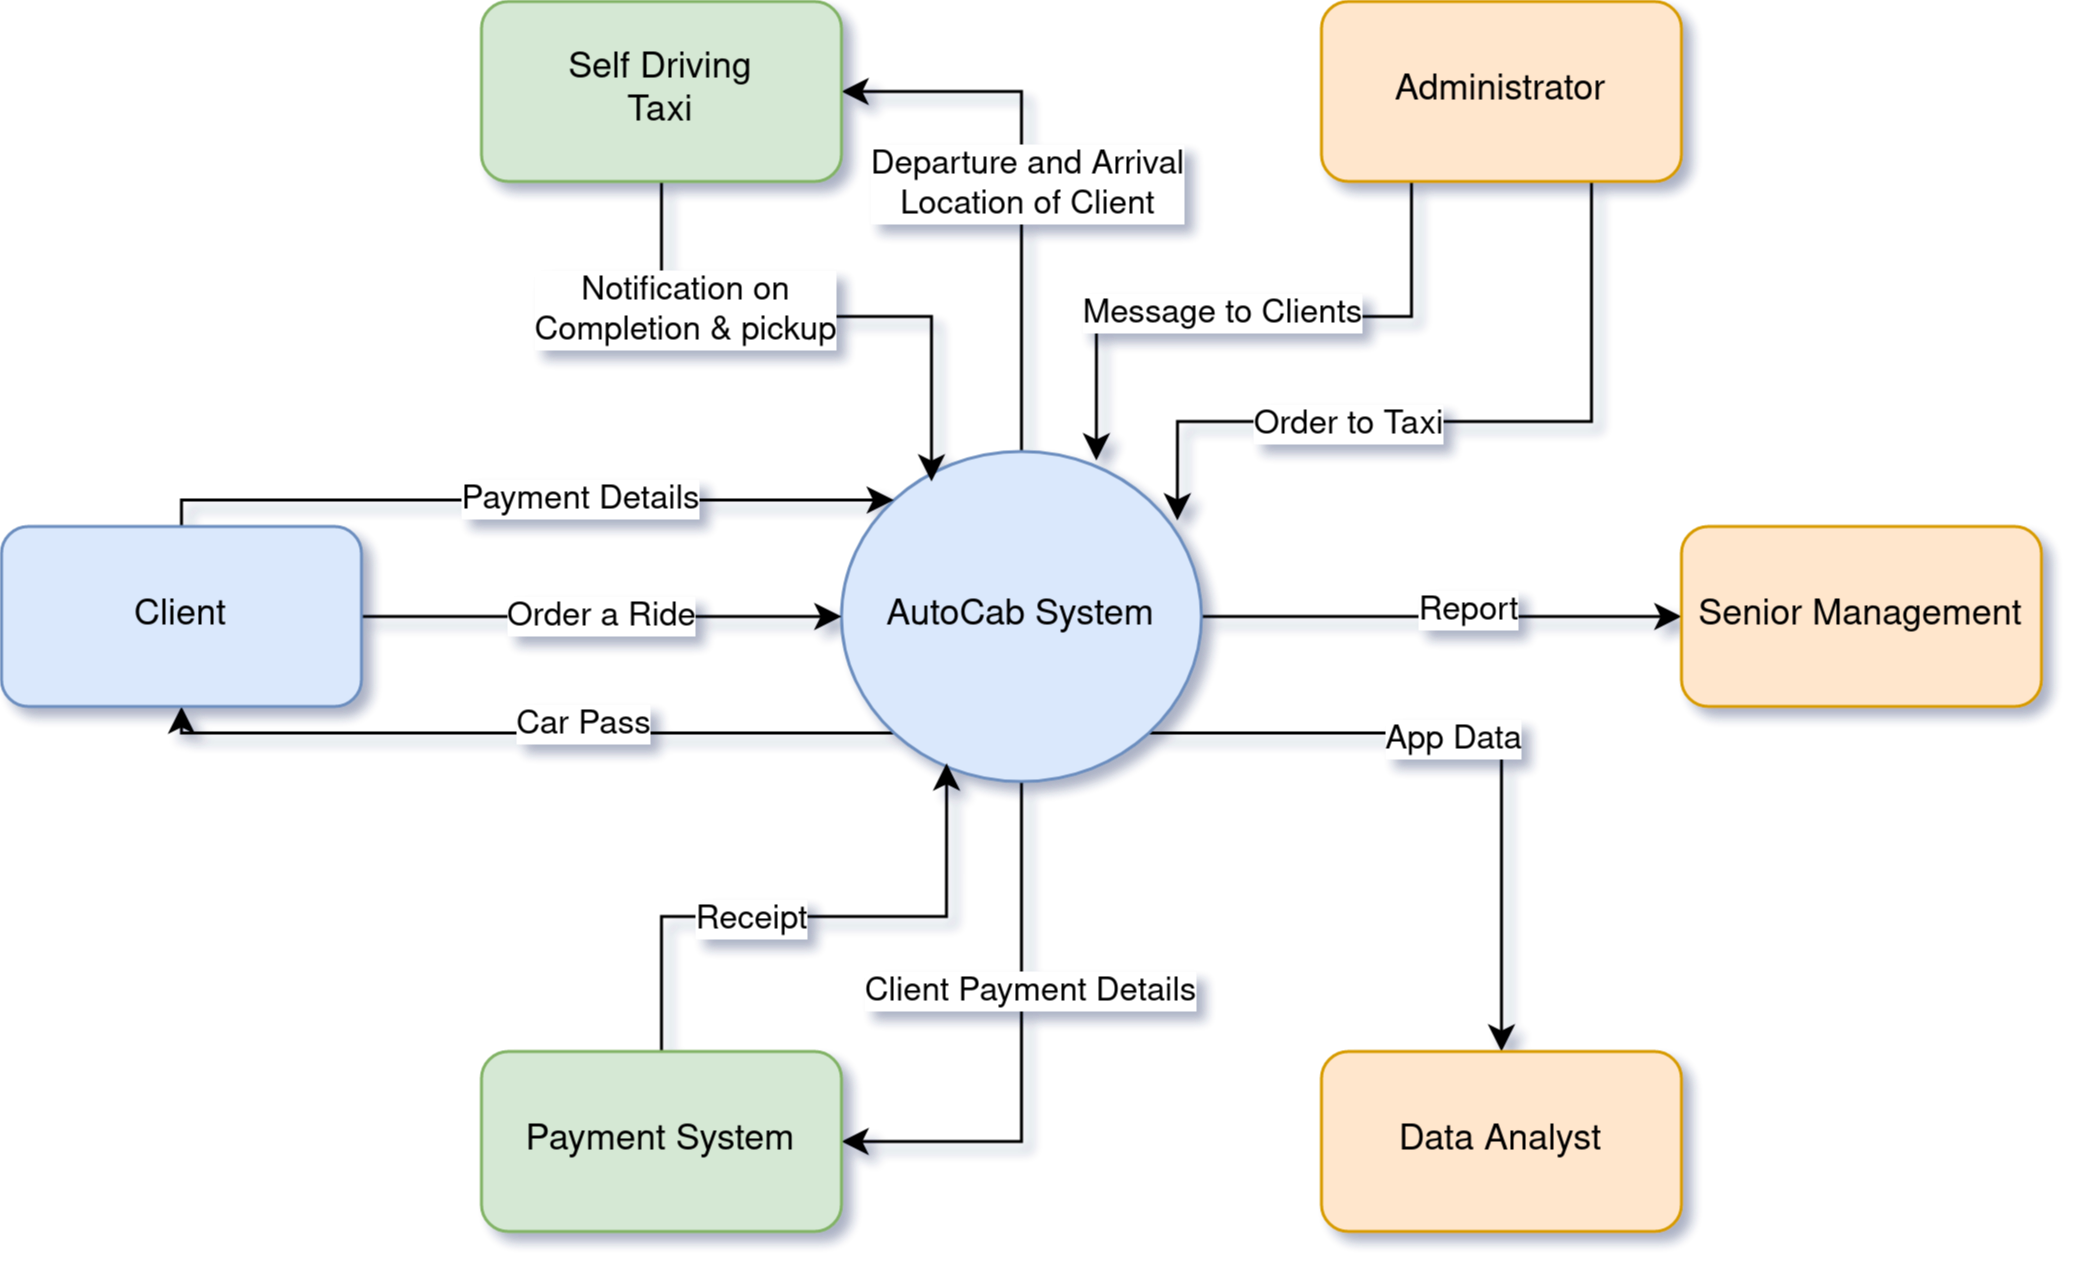 Self Driving
Taxi
Administrator
Departure and Arrival
Location of Client
Notification on
Completion & pickup
Message to Clients
Order to Taxi
Payment Details
Client
Order a Ride
AutoCab System
Report
Senior Management
Car Pass
App Data
Receipt
Client Payment Details
Payment System
Data Analyst